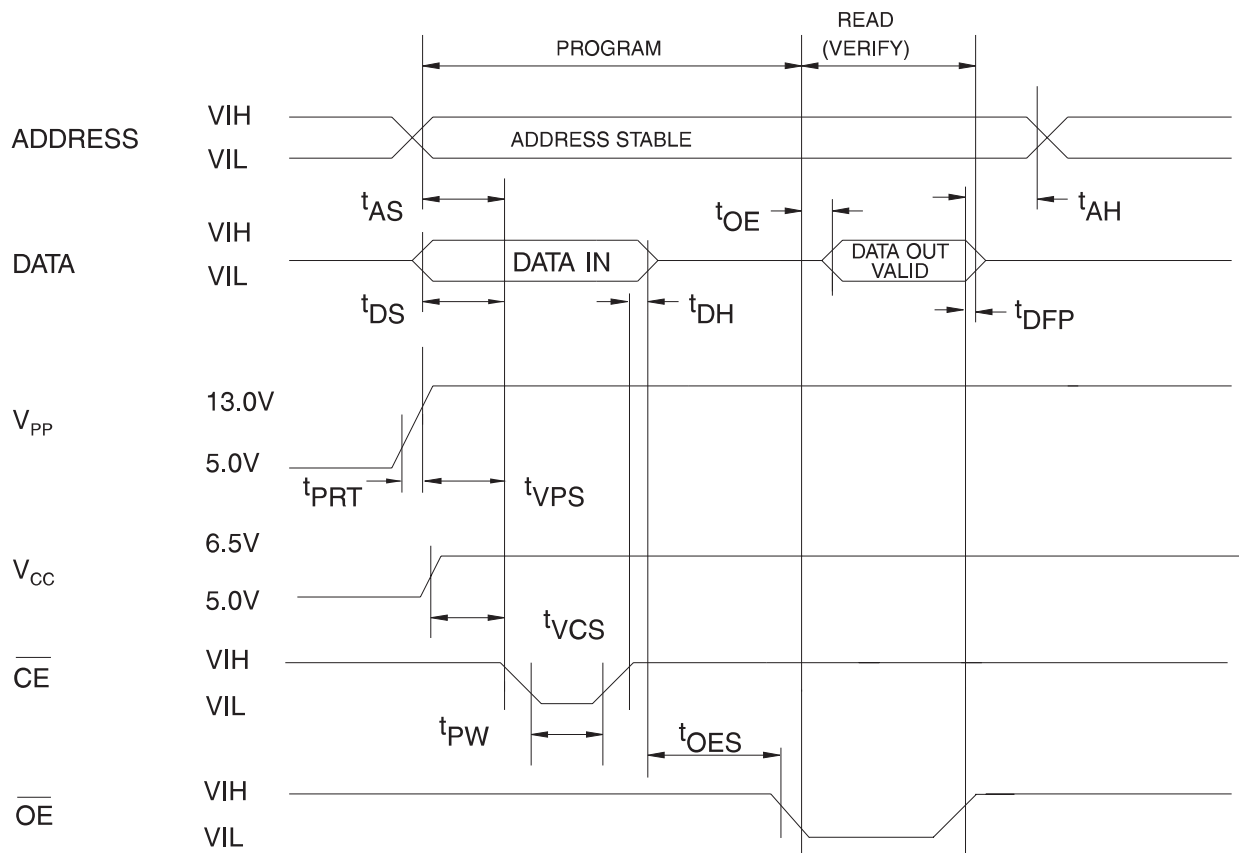 READ
PROGRAM (VERIFY)
VIH
ADDRESS ADDRESS STABLE
VIL
tAS tOE tAH
VIH
DATA DATA IN DATA OUT
VIL VALID
tDS tDH tDFP
13.0V
VPP
5.0V
tPRT tVPS
6.5V
VCC
5.0V
tVCS
VIH
CE
VIL
tPW tOES
VIH
OE
VIL